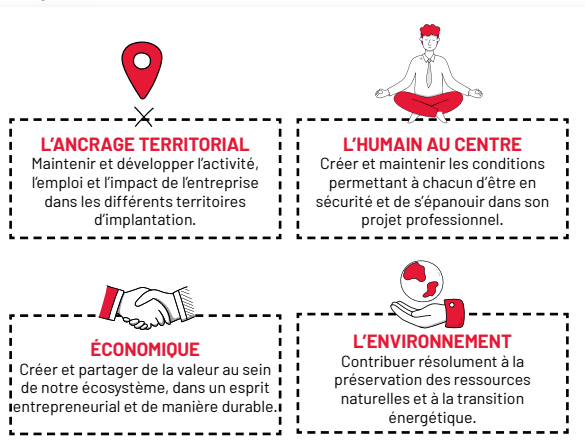 L'ANCRAGE TERRITORIAL
Maintenir et développer l'activité,
l'emploi et l'impact de l'entreprise
dans les différents territoires
d'implantation.
L'HUMAIN AU CENTRE
Créer et maintenir les conditions
permettant à chacun d'être en
sécurité et de s'épanouir dans son
projet professionnel.
ÉCONOMIQUE
Créer et partager de la valeur au sein
de notre écosystème, dans un esprit
entrepreneurial et de manière durable.
L'ENVIRONNEMENT
Contribuer résolument à la
préservation des ressources
naturelles et à la transition
énergétique.